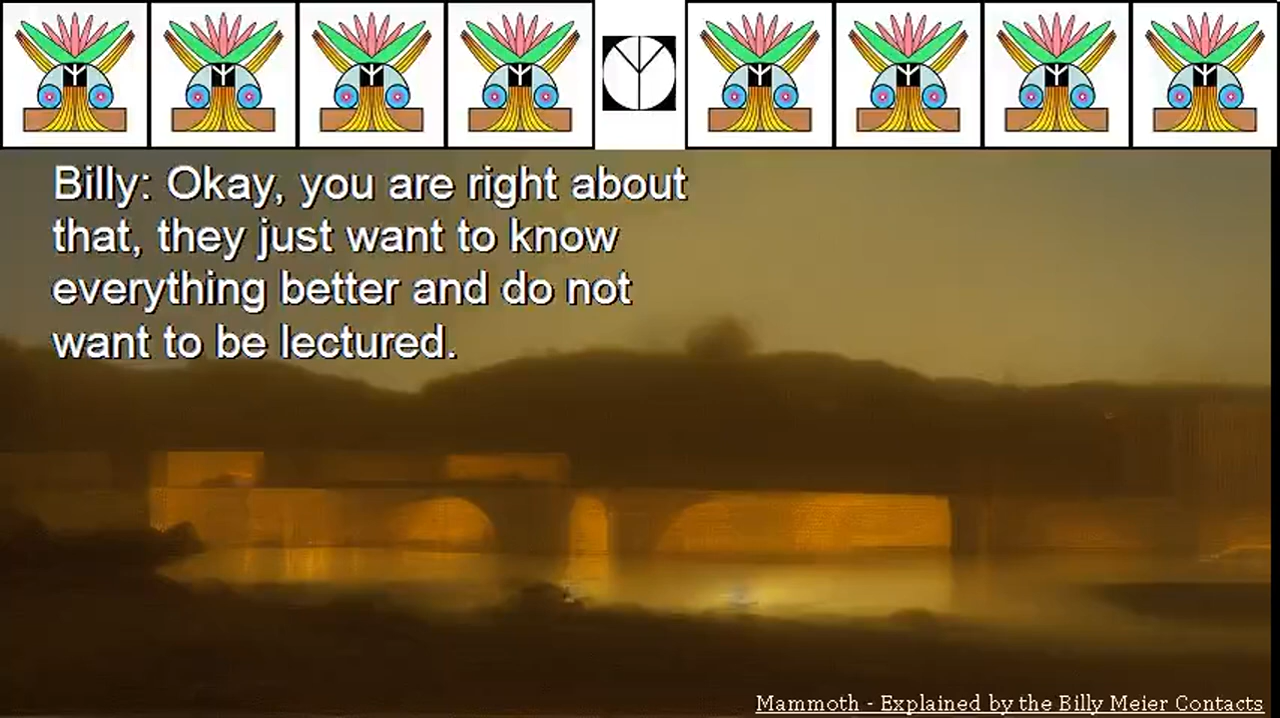 Billy: Okay, you are right about
that, they just want to know
everything better and do not
want to be lectured.
Mammoth - Explained by the Billy Meier Contacts